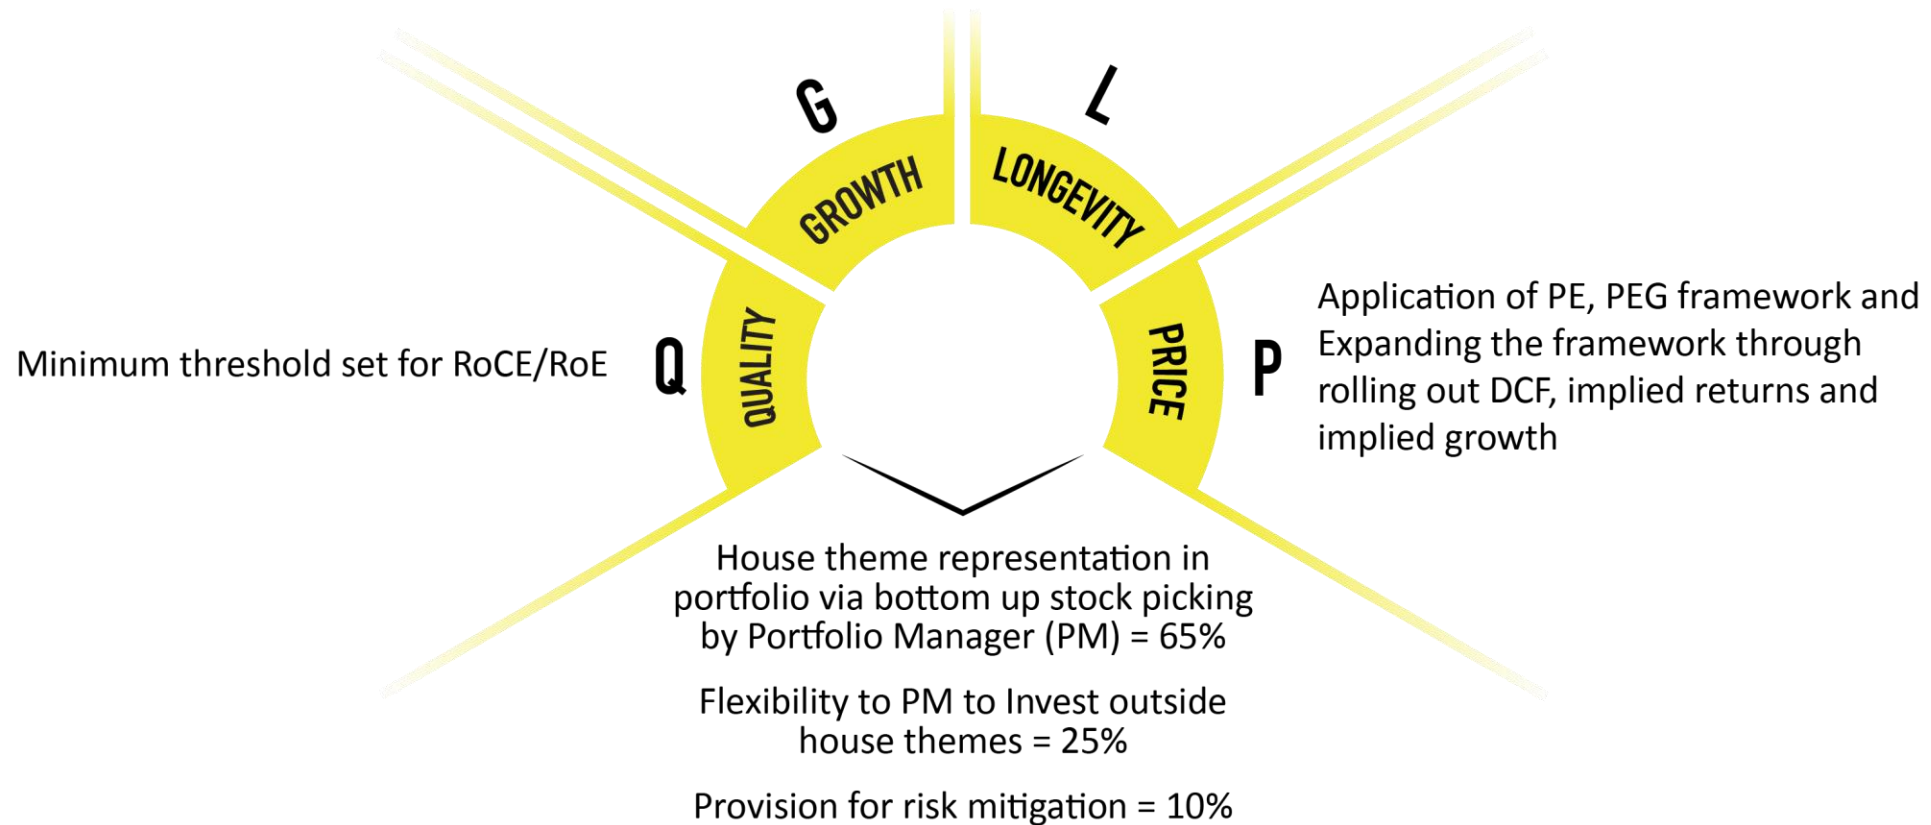 G
L
GROWTH
LONGEVITY
Minimum threshold set for RoCE/RoE
Q
QUALITY
PRICE
P
Application of PE, PEG framework and
Expanding the framework through
rolling out DCF, implied returns and
implied growth
House theme representation in
portfolio via bottom up stock picking
by Portfolio Manager (PM) = 65%
Flexibility to PM to Invest outside
house themes = 25%
Provision for risk mitigation = 10%